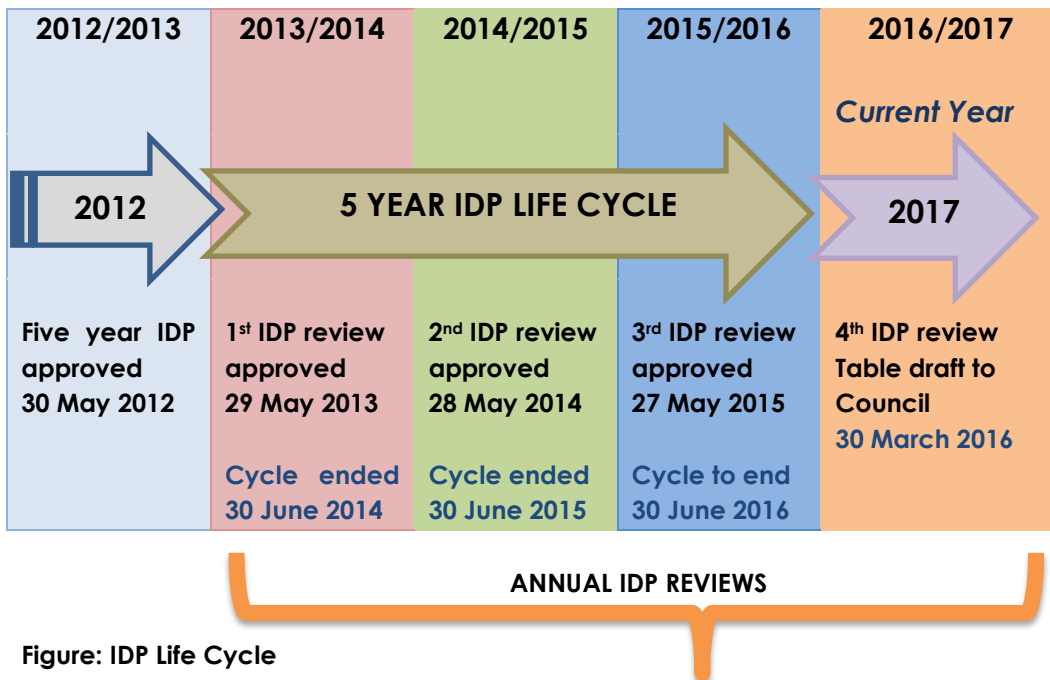 2012/2013
2013/2014
2014/2015
2015/2016
2016/2017
Current Year
2012
5 YEAR IDP LIFE CYCLE
2017
Five year IDP
approved
30 May 2012
1st IDP review
approved
29 May 2013
Cycle ended
30 June 2014
2nd IDP review
approved
28 May 2014
Cycle ended
30 June 2015
3rd IDP review
approved
27 May 2015
Cycle to end
30 June 2016
4th IDP review
Table draft to
Council
30 March 2016
ANNUAL IDP REVIEWS
Figure: IDP Life Cycle